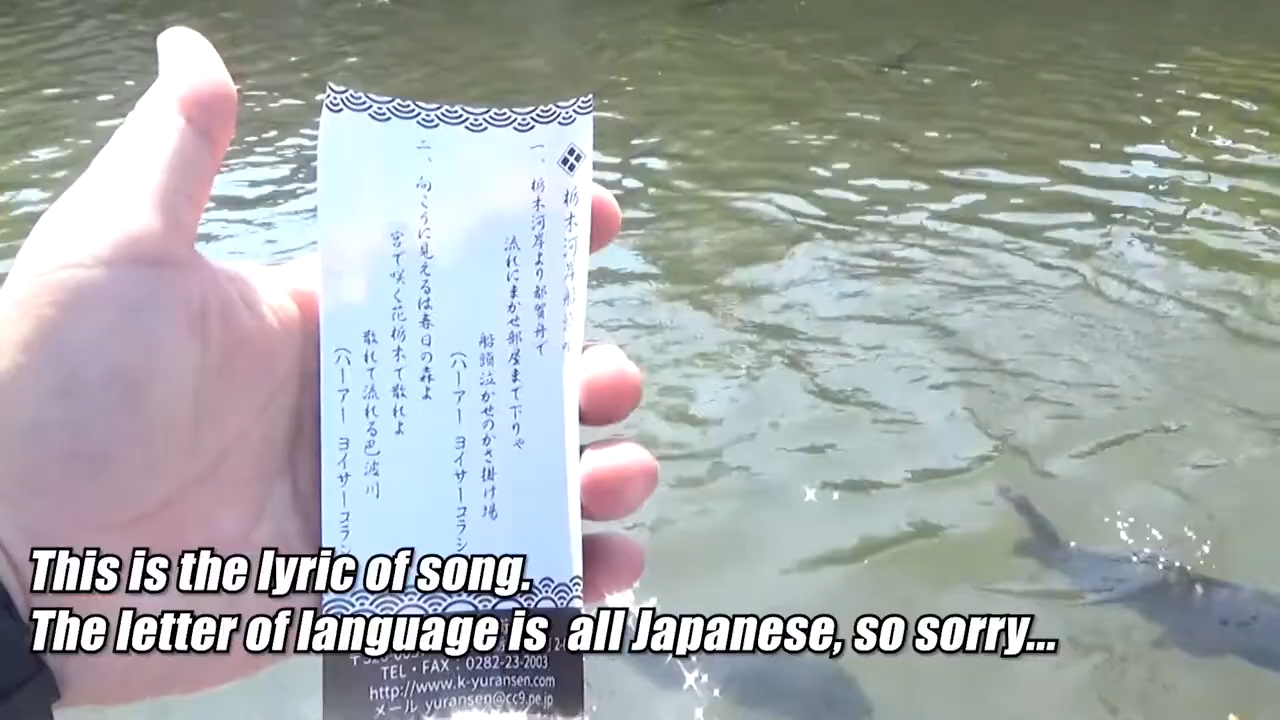 栃木河岸船
一、栃木河岸より部賀舟で
流れにまかせ部屋まで下りゃ
船頭泣かせのかさ掛け場
(ハーアー ヨイサーコラシ
二、向こうに見えるは春日の森よ
宮で咲く花栃木で散れよ
散れて流れる巴波川
(ハーアー ヨイサーコラシ
TEL・FAX:0282-23-2003
http://www.k-yuransen.com
メール yuransen@cc9.ne.jp
This is the lyric of song.
The letter of language is all Japanese, so sorry...